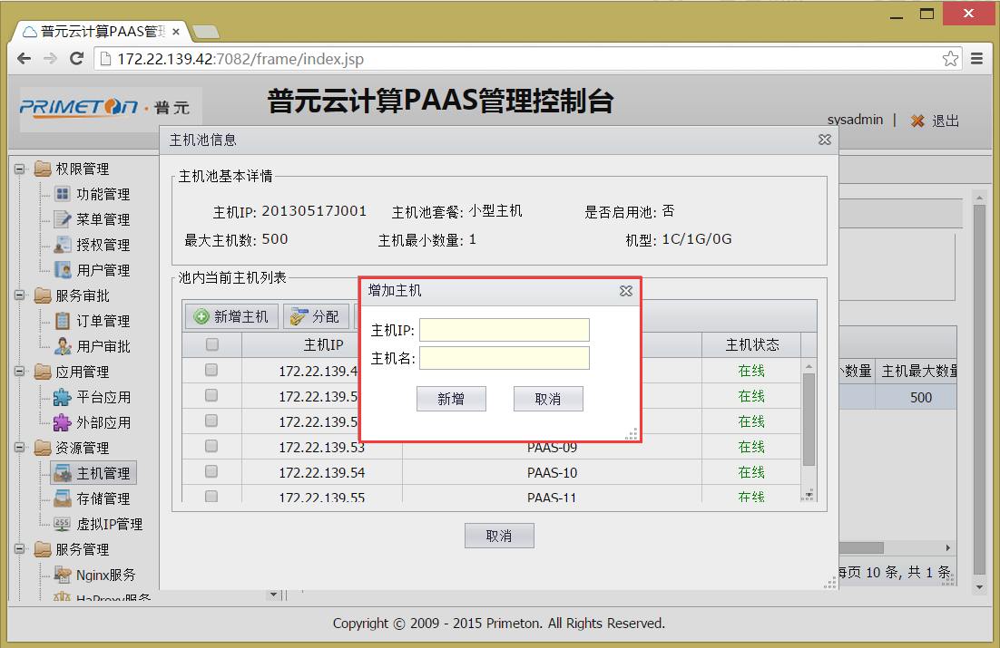 普元云计算PAAS管理
172.22.139.42:7082/frame/index.jsp
PRIMETON · 普元
普元云计算PAAS管理控制台
sysadmin | 退出
权限管理
功能管理
菜单管理
授权管理
用户管理
服务审批
订单管理
用户审批
应用管理
平台应用
外部应用
资源管理
主机管理
存储管理
虚拟IP管理
服务管理
Nginx服务
HaProxy服务
主机池信息
主机池基本详情
主机IP: 20130517J001 主机池套餐: 小型主机 是否启用池: 否
最大主机数: 500 主机最小数量: 1 机型: 1C/1G/0G
池内当前主机列表
新增主机 分配
主机IP 主机状态
172.22.139.4 在线
172.22.139.5 在线
172.22.139.5 在线
172.22.139.53 PAAS-09 在线
172.22.139.54 PAAS-10 在线
172.22.139.55 PAAS-11 在线
取消
增加主机
主机IP:
主机名:
新增 取消
数量 主机最大数量
500
每页 10 条, 共 1 条
Copyright © 2009 - 2015 Primeton. All Rights Reserved.